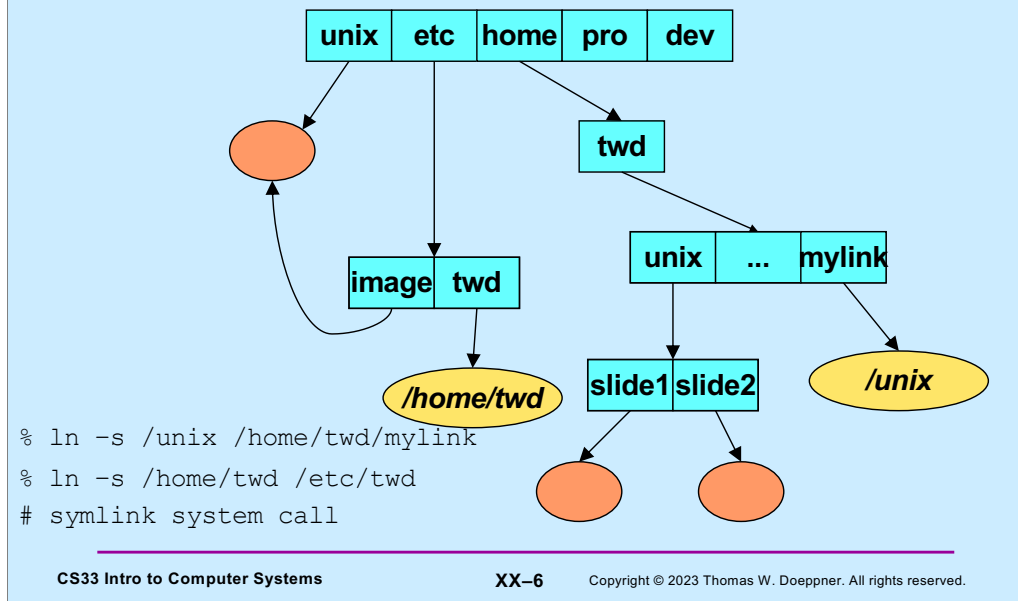 unix etc home pro dev
twd
unix ... mylink
image twd
slide1 slide2
/unix
/home/twd
% ln –s /unix /home/twd/mylink
% ln –s /home/twd /etc/twd
# symlink system call
CS33 Intro to Computer Systems XX–6 Copyright © 2023 Thomas W. Doeppner. All rights reserved.